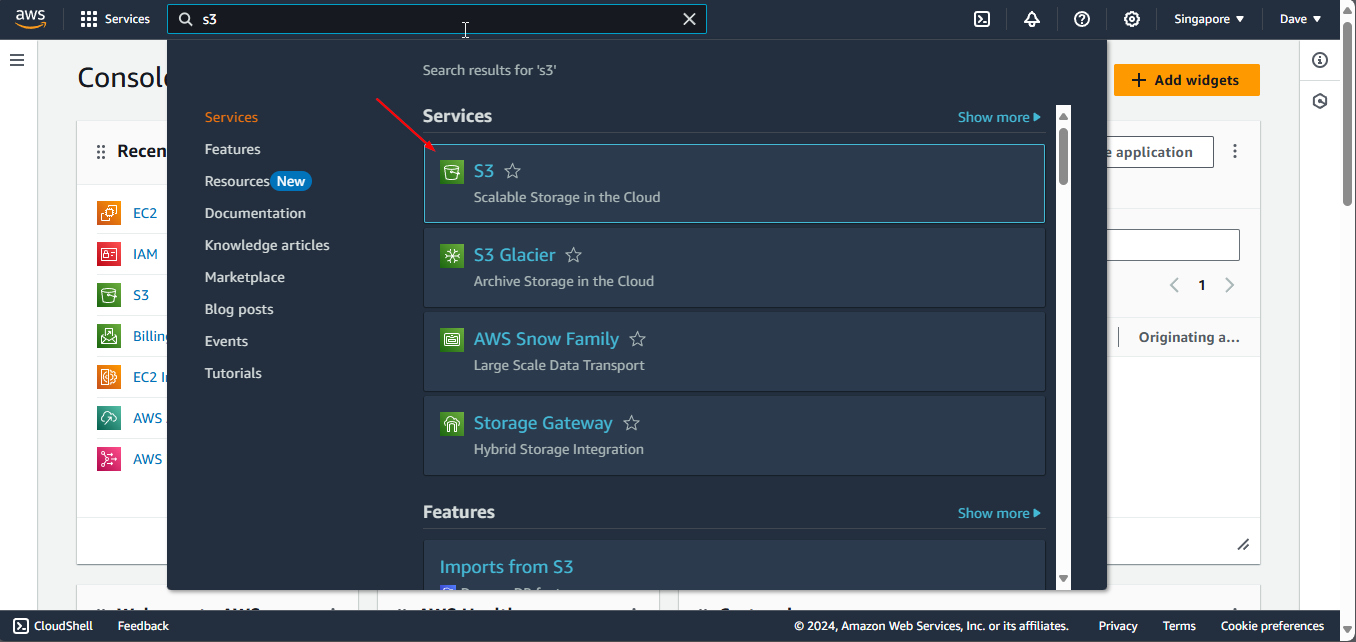 aws
Services
s3
Singapore
Dave
Console
Add widgets
Search results for 's3'
Services
Features
Resources New
Documentation
Knowledge articles
Marketplace
Blog posts
Events
Tutorials
Services
Show more
S3
Scalable Storage in the Cloud
S3 Glacier
Archive Storage in the Cloud
AWS Snow Family
Large Scale Data Transport
Storage Gateway
Hybrid Storage Integration
Features
Show more
Imports from S3
Recen
EC2
IAM
S3
Billing
EC2 I
AWS
AWS
e application
1
Originating a...
CloudShell
Feedback
© 2024, Amazon Web Services, Inc. or its affiliates.
Privacy
Terms
Cookie preferences